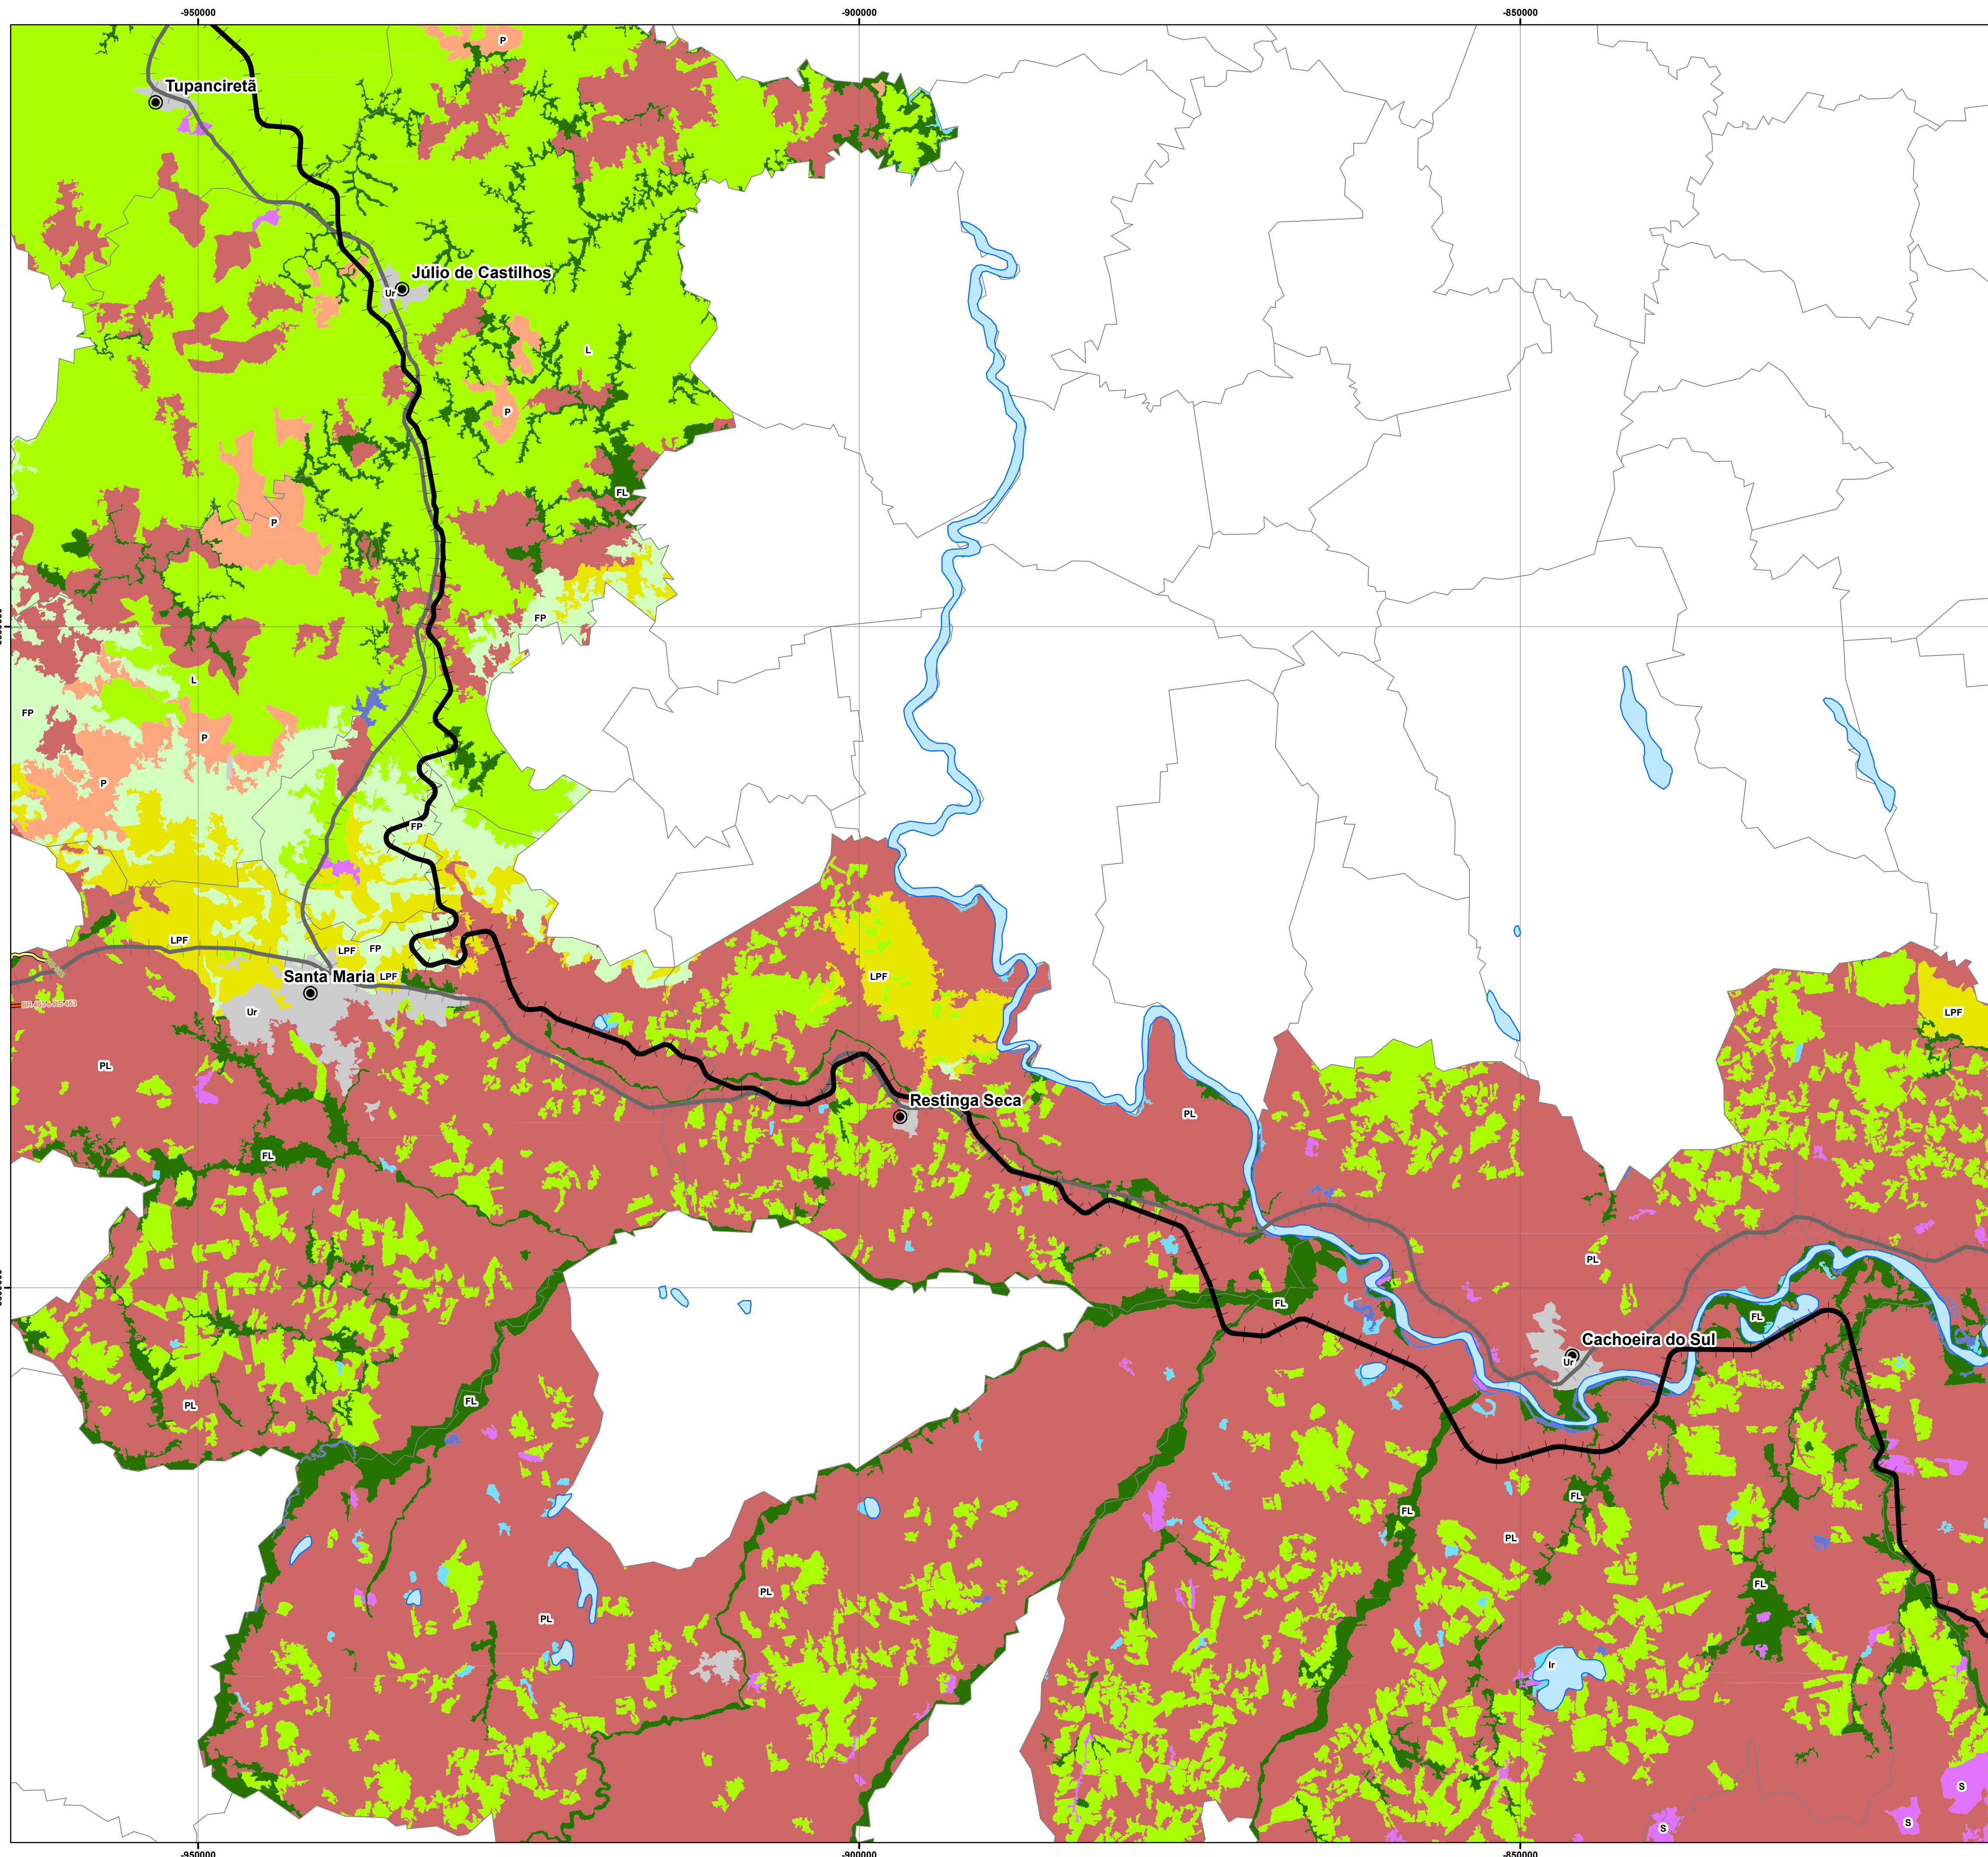 -950000
-900000
-850000
P
Tupanciretã
Júlio de Castilhos
Ur
L
P
FL
P
FP
L
FP
P
P
FP
LPF
LPF
FP
LPF
LPF
Santa Maria
Ur
LPF
PL
Restinga Seca
PL
FL
PL
FL
FL
Cachoeira do Sul
Ur
PL
FL
FL
FL
PL
FL
PL
PL
Ir
S
S
S
-950000
-900000
-850000